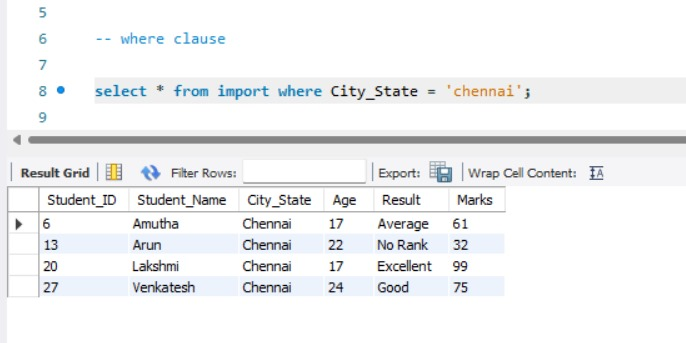 5
6 -- where clause
7
8 select * from import where City_State = 'chennai';
9
Result Grid Filter Rows: Export: Wrap Cell Content:
Student_ID Student_Name City_State Age Result Marks
6 Amutha Chennai 17 Average 61
13 Arun Chennai 22 No Rank 32
20 Lakshmi Chennai 17 Excellent 99
27 Venkatesh Chennai 24 Good 75